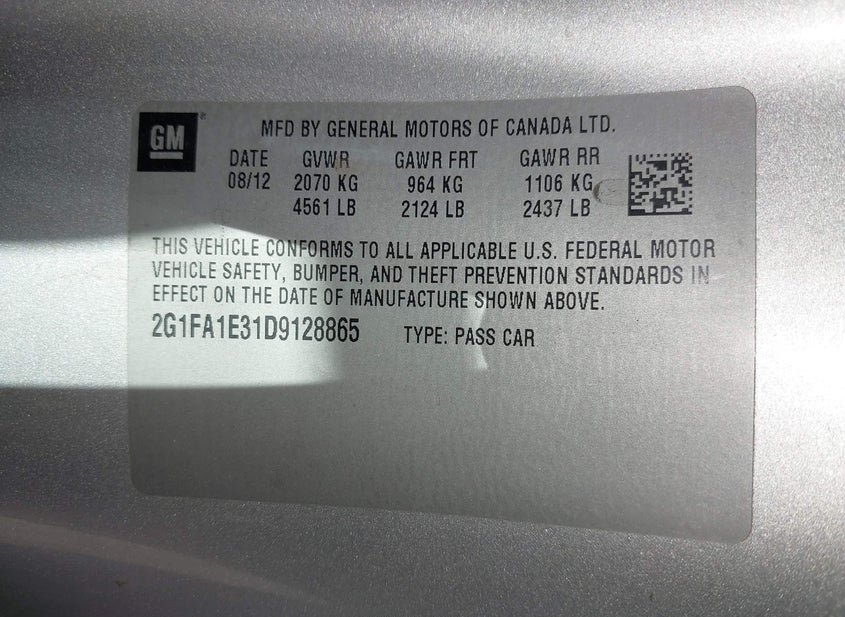 GM
MFD BY GENERAL MOTORS OF CANADA LTD.
DATE GVWR GAWR FRT GAWR RR
08/12 2070 KG 964 KG 1106 KG
4561 LB 2124 LB 2437 LB
THIS VEHICLE CONFORMS TO ALL APPLICABLE U.S. FEDERAL MOTOR
VEHICLE SAFETY, BUMPER, AND THEFT PREVENTION STANDARDS IN
EFFECT ON THE DATE OF MANUFACTURE SHOWN ABOVE.
2G1FA1E31D9128865 TYPE: PASS CAR